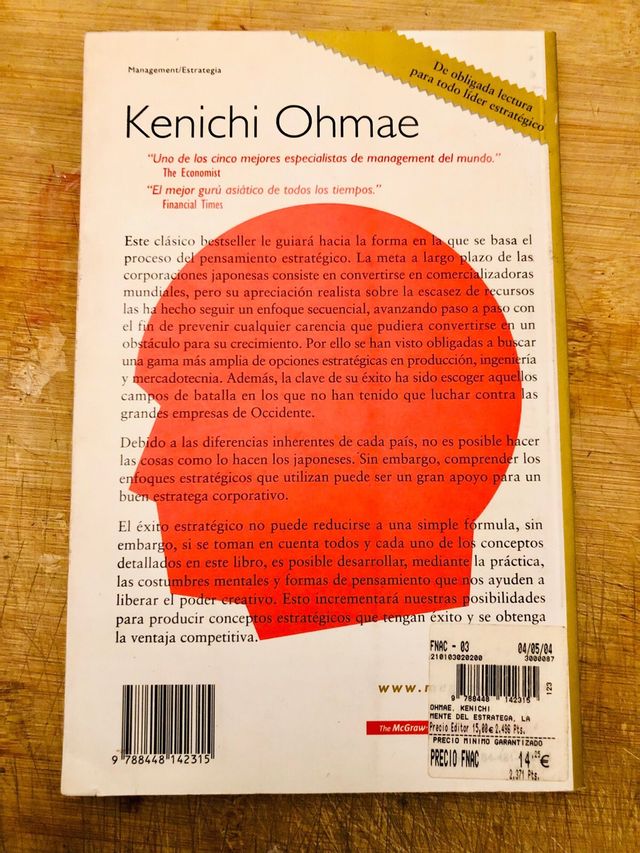 Management/Estrategia
De obligada lectura
para todo líder estratégico
Kenichi Ohmae
“Uno de los cinco mejores especialistas de management del mundo.”
The Economist
“El mejor gurú asiático de todos los tiempos.”
Financial Times
Este clásico bestseller le guiará hacia la forma en la que se basa el
proceso del pensamiento estratégico. La meta a largo plazo de las
corporaciones japonesas consiste en convertirse en comercializadoras
mundiales, pero su apreciación realista sobre la escasez de recursos
las ha hecho seguir un enfoque secuencial, avanzando paso a paso con
el fin de prevenir cualquier carencia que pudiera convertirse en un
obstáculo para su crecimiento. Por ello se han visto obligadas a buscar
una gama más amplia de opciones estratégicas en producción, ingeniería
y mercadotecnia. Además, la clave de su éxito ha sido escoger aquellos
campos de batalla en los que no han tenido que luchar contra las
grandes empresas de Occidente.
Debido a las diferencias inherentes de cada país, no es posible hacer
las cosas como lo hacen los japoneses. Sin embargo, comprender los
enfoques estratégicos que utilizan puede ser un gran apoyo para un
buen estratega corporativo.
El éxito estratégico no puede reducirse a una simple fórmula, sin
embargo, si se toman en cuenta todos y cada uno de los conceptos
detallados en este libro, es posible desarrollar, mediante la práctica,
las costumbres mentales y formas de pensamiento que nos ayuden a
liberar el poder creativo. Esto incrementará nuestras posibilidades
para producir conceptos estratégicos que tengan éxito y se obtenga
la ventaja competitiva.
FNAC - 03 04/05/04
210103020200 3000087
9 788448 142315 123
OHMAE, KENICHI
MENTE DEL ESTRATEGA, LA
Precio Editor 15,00€ 2.496 Pts.
PRECIO MINIMO GARANTIZADO
PRECIO FNAC 14,25€
2.371 Pts.
www.m
The McGraw
9 788448 142315